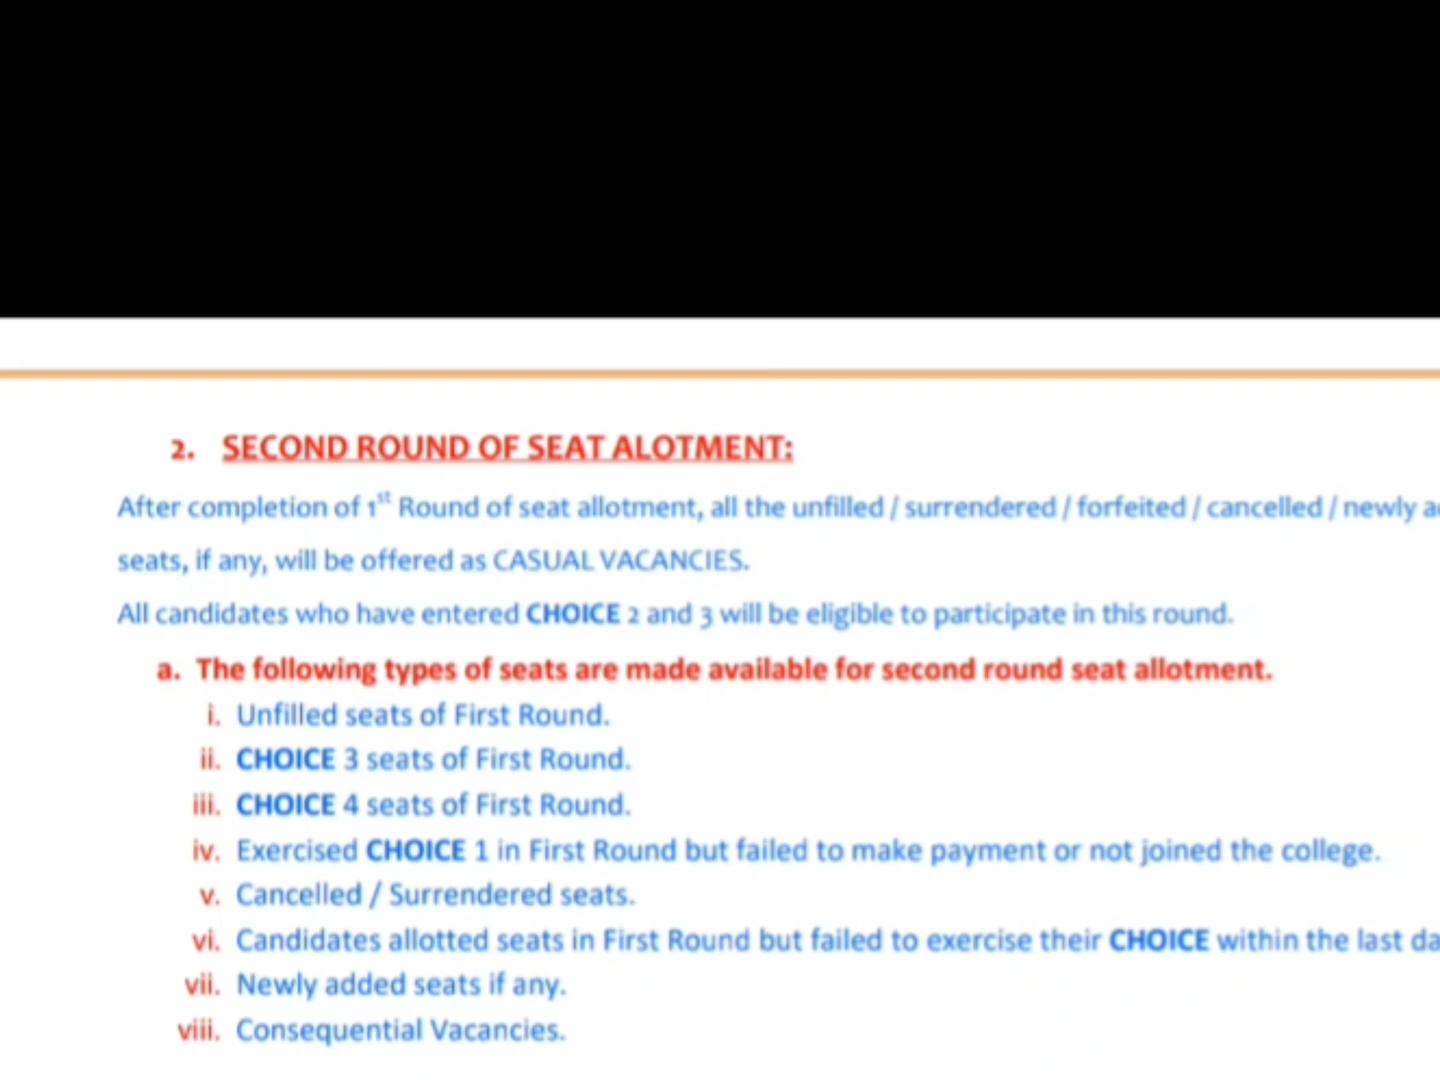 2. SECOND ROUND OF SEAT ALOTMENT:
After completion of 1st Round of seat allotment, all the unfilled / surrendered / forfeited / cancelled / newly
seats, if any, will be offered as CASUAL VACANCIES.
All candidates who have entered CHOICE 2 and 3 will be eligible to participate in this round.
a. The following types of seats are made available for second round seat allotment.
i. Unfilled seats of First Round.
ii. CHOICE 3 seats of First Round.
iii. CHOICE 4 seats of First Round.
iv. Exercised CHOICE 1 in First Round but failed to make payment or not joined the college.
v. Cancelled / Surrendered seats.
vi. Candidates allotted seats in First Round but failed to exercise their CHOICE within the last
vii. Newly added seats if any.
viii. Consequential Vacancies.